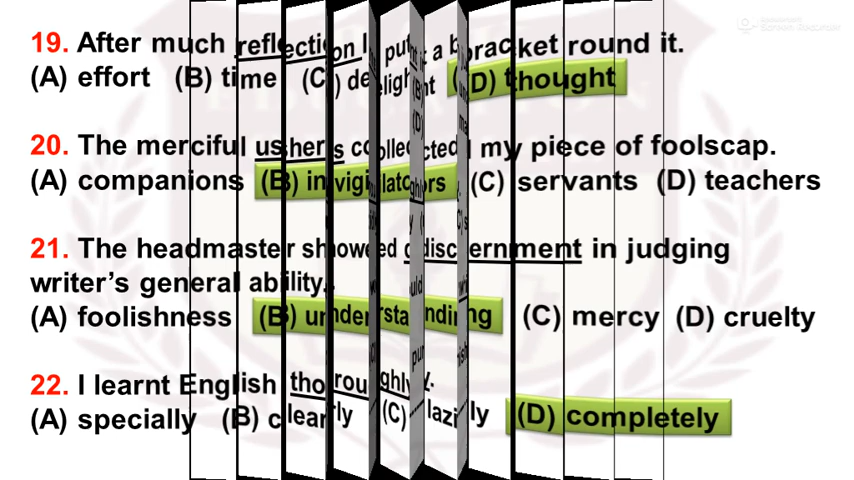 19. After much reflection I put a bracket round it.
(A) effort (B) time (C) delight (D) thought
20. The merciful ushers collected my piece of foolscap.
(A) companions (B) invigilators (C) servants (D) teachers
21. The headmaster showed discernment in judging
writer's general ability.
(A) foolishness (B) understanding (C) mercy (D) cruelty
22. I learnt English thoroughly.
(A) specially (B) clearly (C) lazily (D) completely